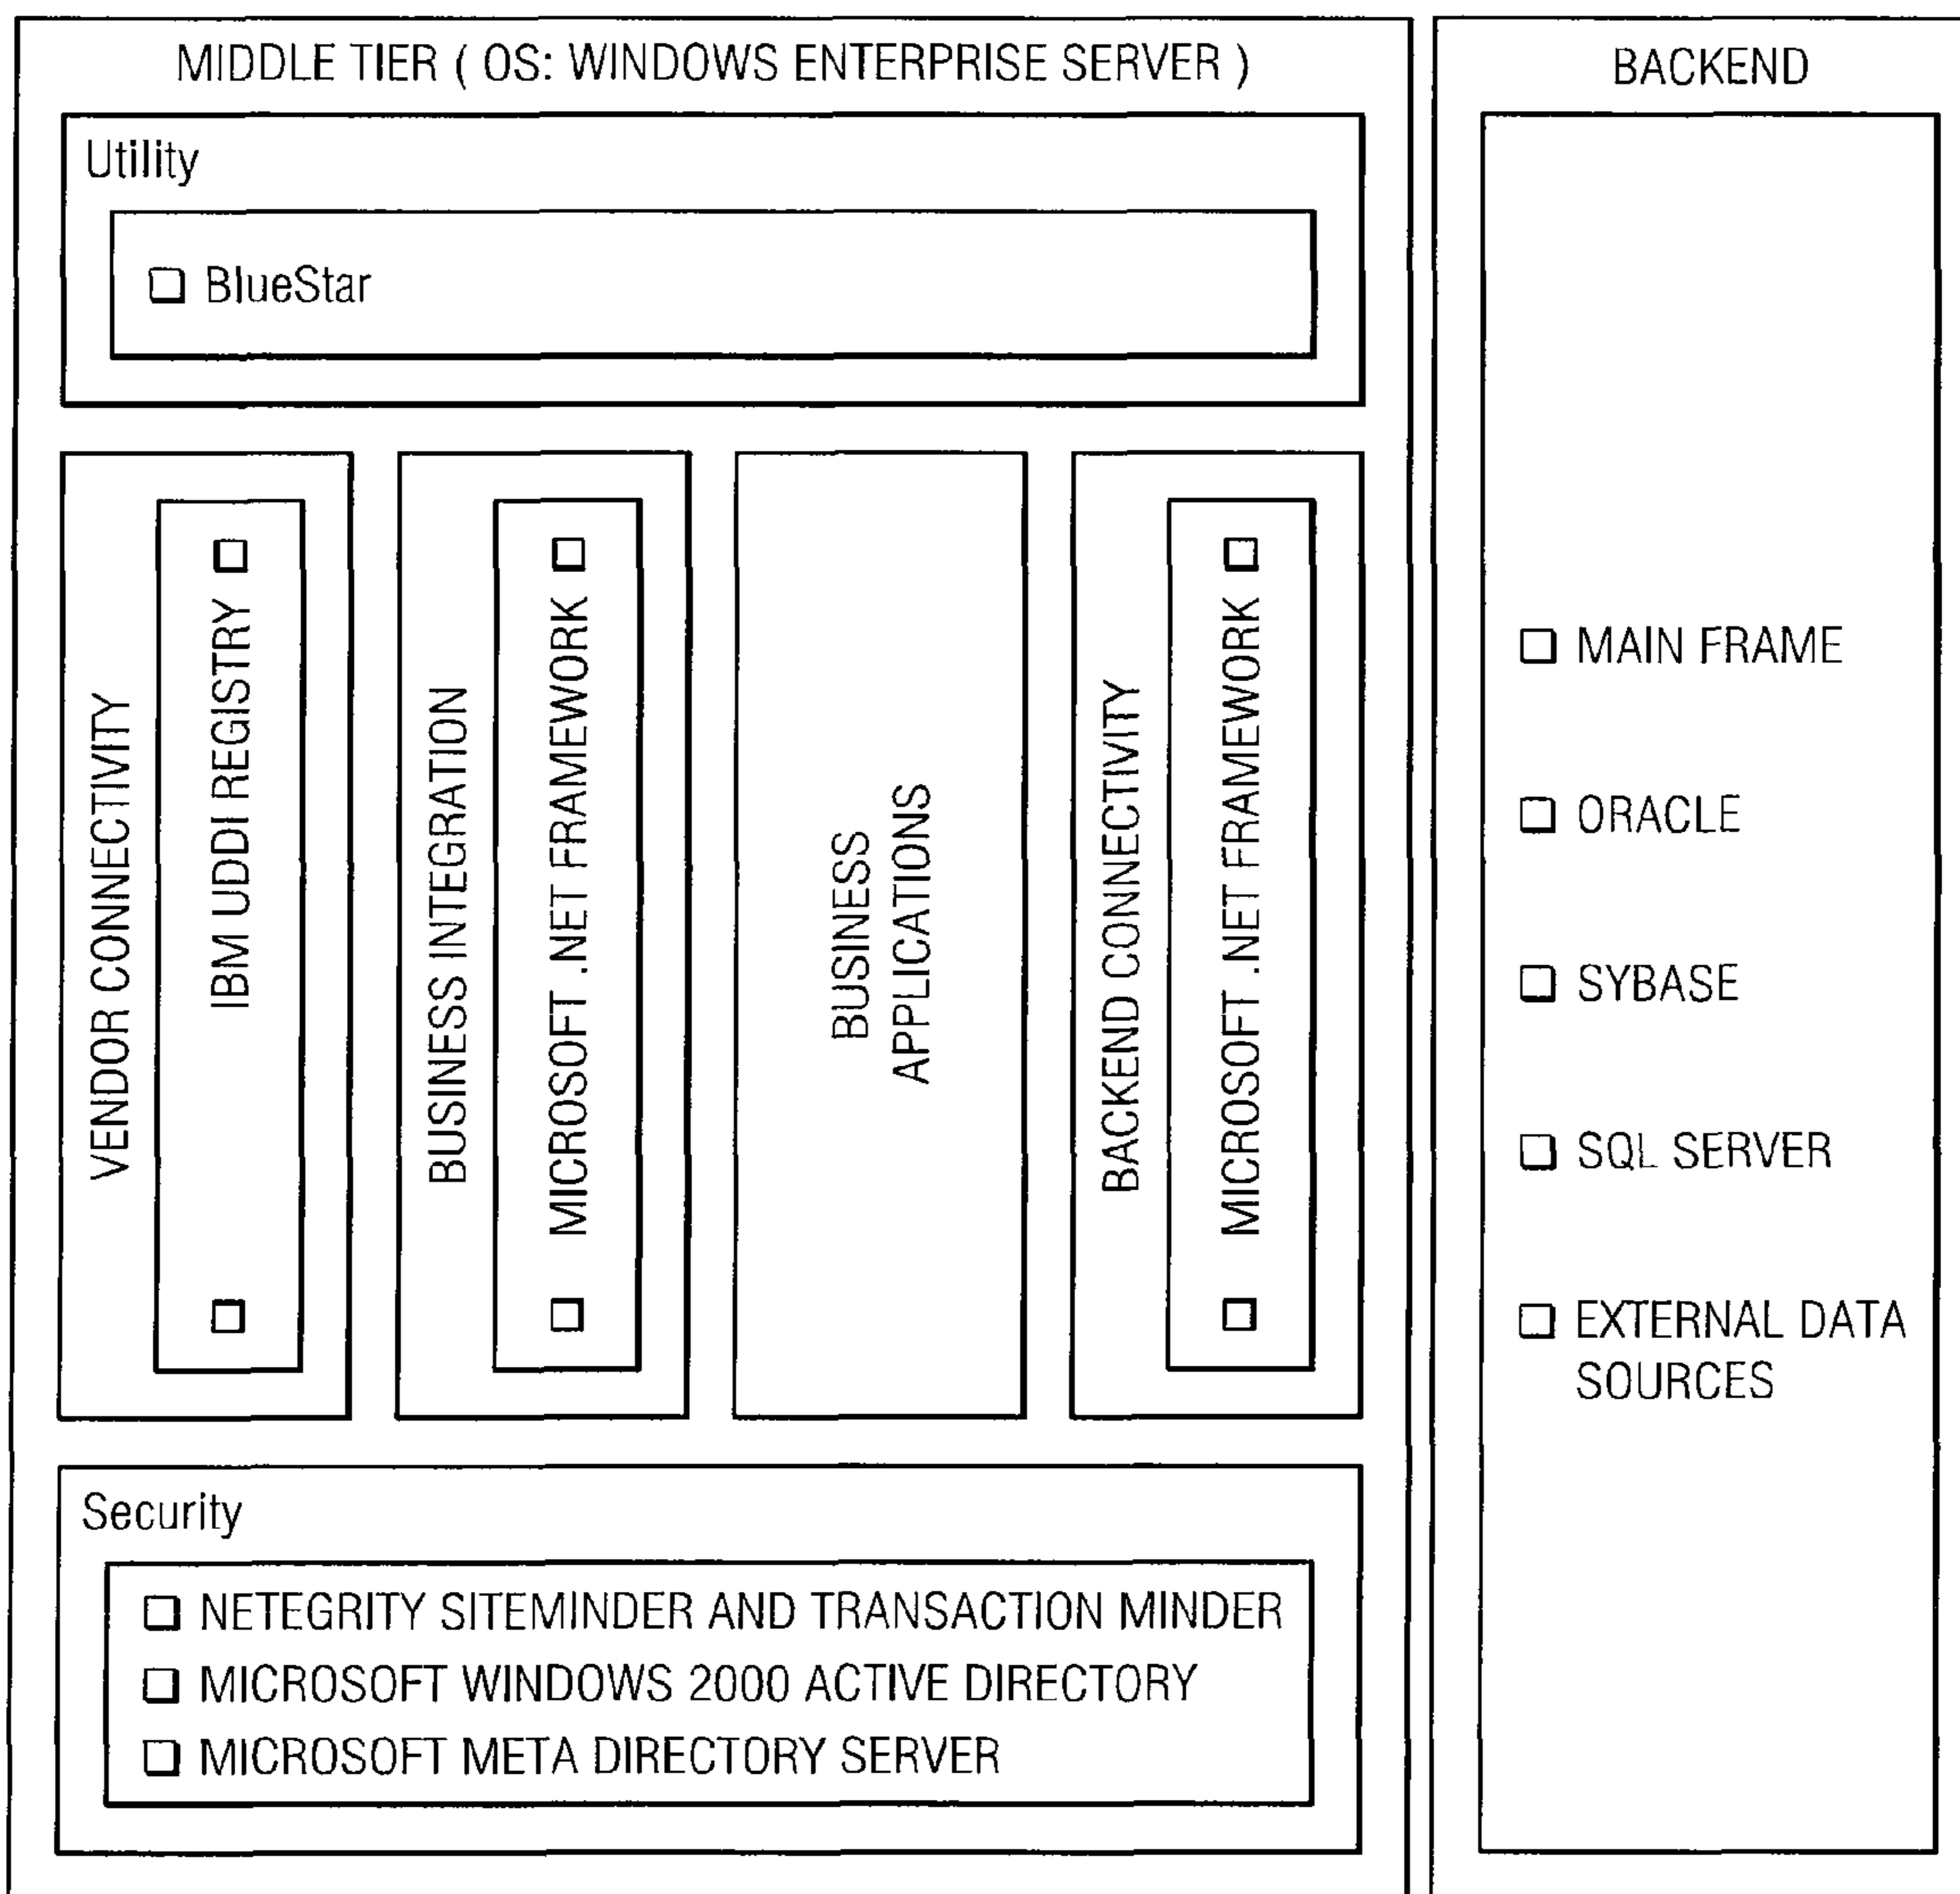 MIDDLE TIER ( OS: WINDOWS ENTERPRISE SERVER )
Utility
BlueStar
VENDOR CONNECTIVITY
IBM UDDI REGISTRY
BUSINESS INTEGRATION
MICROSOFT .NET FRAMEWORK
BUSINESS
APPLICATIONS
BACKEND CONNECTIVITY
MICROSOFT .NET FRAMEWORK
Security
NETEGRITY SITEMINDER AND TRANSACTION MINDER
MICROSOFT WINDOWS 2000 ACTIVE DIRECTORY
MICROSOFT META DIRECTORY SERVER
BACKEND
MAIN FRAME
ORACLE
SYBASE
SQL SERVER
EXTERNAL DATA
SOURCES